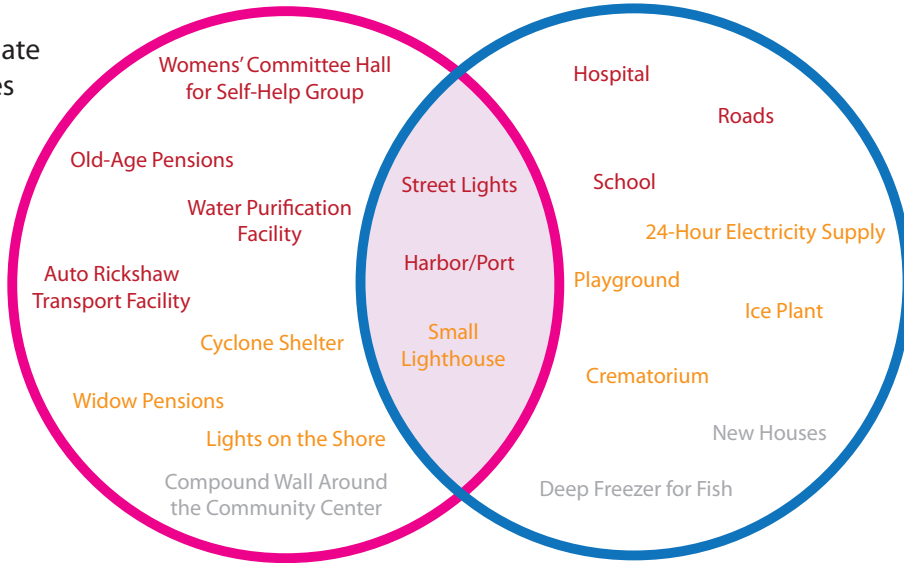 ate
es
Womens' Committee Hall
for Self-Help Group
Old-Age Pensions
Water Purification
Facility
Auto Rickshaw
Transport Facility
Cyclone Shelter
Widow Pensions
Lights on the Shore
Compound Wall Around
the Community Center
Street Lights
Harbor/Port
Small
Lighthouse
Hospital
Roads
School
24-Hour Electricity Supply
Playground
Ice Plant
Crematorium
New Houses
Deep Freezer for Fish